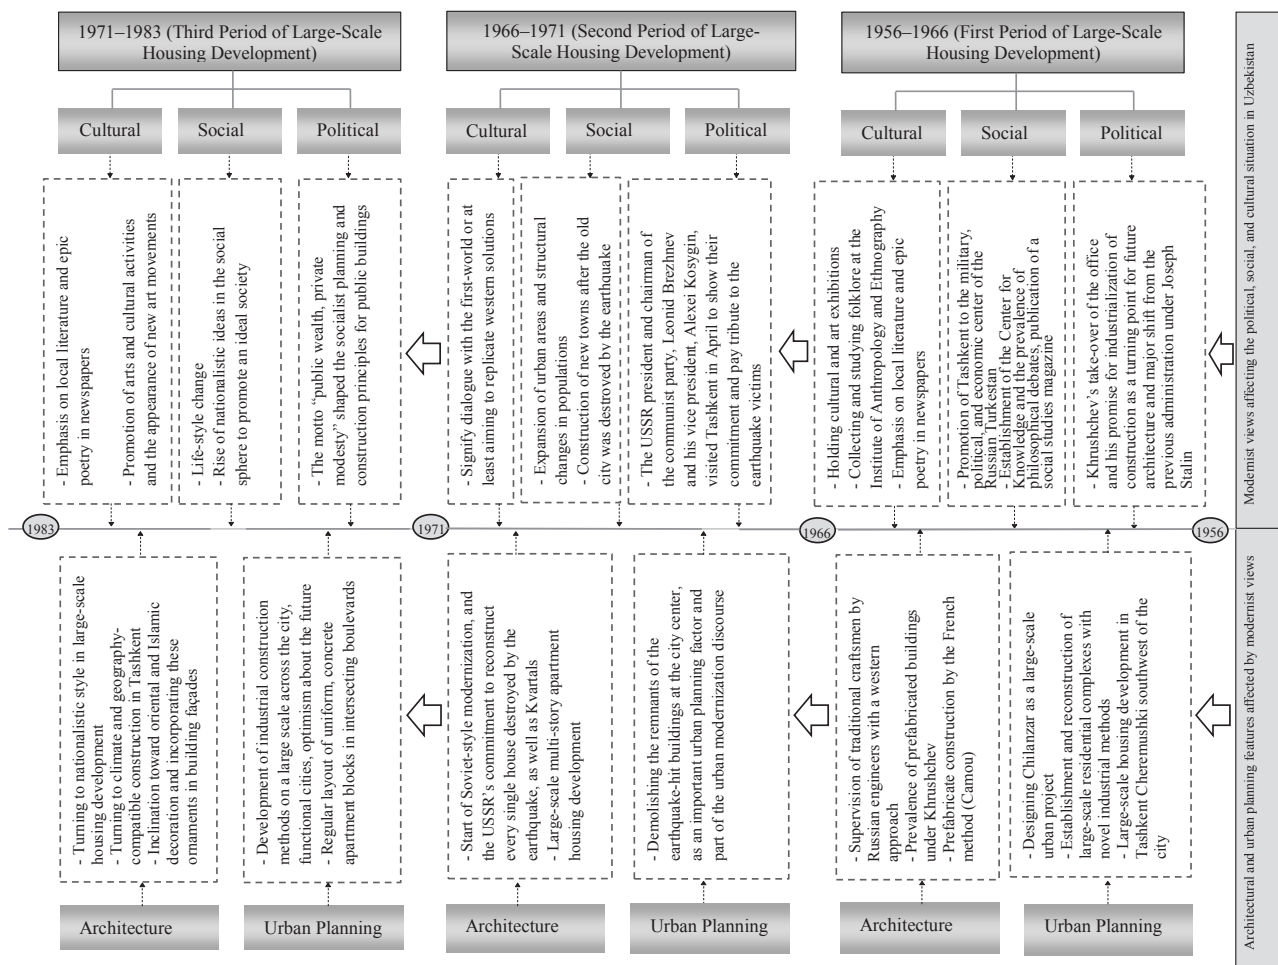 1971–1983 (Third Period of Large-Scale
Housing Development)
1966–1971 (Second Period of Large-
Scale Housing Development)
1956–1966 (First Period of Large-Scale
Housing Development)
Cultural
Social
Political
Cultural
Social
Political
Cultural
Social
Political
- Emphasis on local literature and epic
poetry in newspapers
- Promotion of arts and cultural activities
and the appearance of new art movements
- Life-style change
- Rise of nationalistic ideas in the social
sphere to promote an ideal society
- The motto “public wealth, private
modesty” shaped the socialist planning and
construction principles for public buildings
- Signify dialogue with the first-world or at
least aiming to replicate western solutions
- Expansion of urban areas and structural
changes in populations
- Construction of new towns after the old
city was destroyed by the earthquake
- The USSR president and chairman of
the communist party, Leonid Brezhnev
and his vice president, Alexei Kosygin,
visited Tashkent in April to show their
commitment and pay tribute to the
earthquake victims
- Holding cultural and art exhibitions
- Collecting and studying folklore at the
Institute of Anthropology and Ethnography
- Emphasis on local literature and epic
poetry in newspapers
- Promotion of Tashkent to the military,
political, and economic center of the
Russian Turkestan
- Establishment of the Center for
Knowledge and the prevalence of
philosophical debates, publication of a
social studies magazine
- Khrushchev's take-over of the office
and his promise for industrialization of
construction as a turning point for future
architecture and major shift from the
previous administration under Joseph
Stalin
Modernist views affecting the political, social, and cultural situation in Uzbekistan
1983
1971
1966
1956
- Turning to nationalistic style in large-scale
housing development
- Turning to climate and geography-
compatible construction in Tashkent
- Inclination toward oriental and Islamic
decoration and incorporating these
ornaments in building façades
- Development of industrial construction
methods on a large scale across the city,
functional cities, optimism about the future
- Regular layout of uniform, concrete
apartment blocks in intersecting boulevards
- Start of Soviet-style modernization, and
the USSR's commitment to reconstruct
every single house destroyed by the
earthquake, as well as Kvartals
- Large-scale multi-story apartment
housing development
- Demolishing the remnants of the
earthquake-hit buildings at the city center,
as an important urban planning factor and
part of the urban modernization discourse
- Supervision of traditional craftsmen by
Russian engineers with a western
approach
- Prevalence of prefabricated buildings
under Khrushchev
- Prefabricate construction by the French
method (Camou)
- Designing Chilanzar as a large-scale
urban project
- Establishment and reconstruction of
large-scale residential complexes with
novel industrial methods
- Large-scale housing development in
Tashkent Cheremushki southwest of the
city
Architectural and urban planning features affected by modernist views
Architecture
Urban Planning
Architecture
Urban Planning
Architecture
Urban Planning